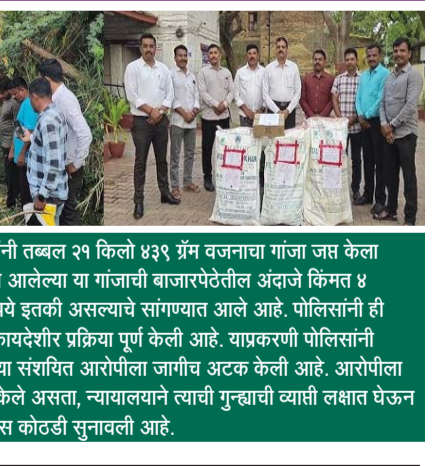 नी तब्बल २१ किलो ४३९ ग्रॅम वजनाचा गांजा जप्त केला
आलेल्या या गांजाची बाजारपेठेतील अंदाजे किंमत ४
ये इतकी असल्याचे सांगण्यात आले आहे. पोलिसांनी ही
कायदेशीर प्रक्रिया पूर्ण केली आहे. याप्रकरणी पोलिसांनी
या संशयित आरोपीला जागीच अटक केली आहे. आरोपीला
केले असता, न्यायालयाने त्याची गुन्ह्याची व्याप्ती लक्षात घेऊन
स कोठडी सुनावली आहे.